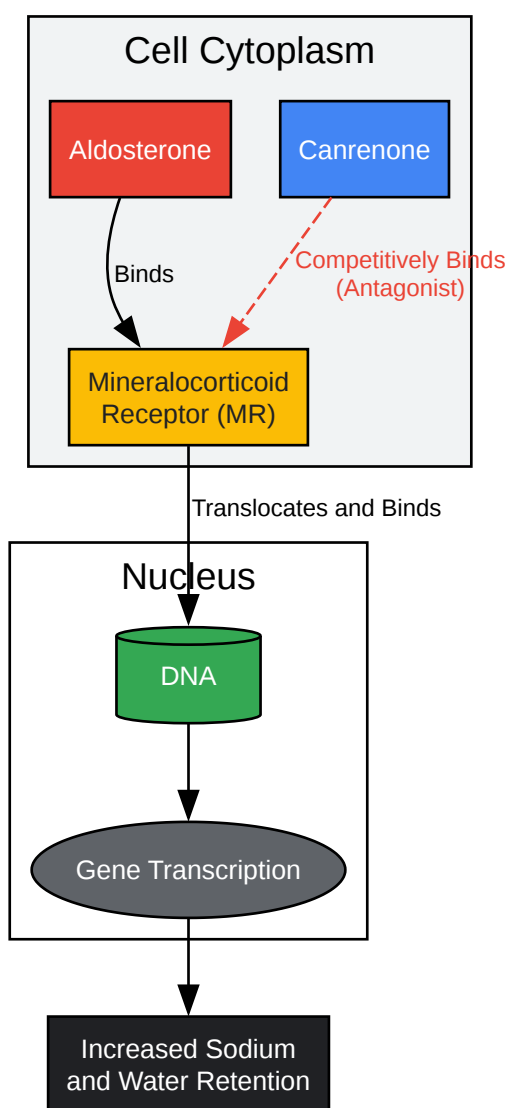 Cell Cytoplasm
Aldosterone
Canrenone
Binds
Competitively Binds
(Antagonist)
Mineralocorticoid
Receptor (MR)
Translocates and Binds
Nucleus
DNA
Gene Transcription
Increased Sodium
and Water Retention